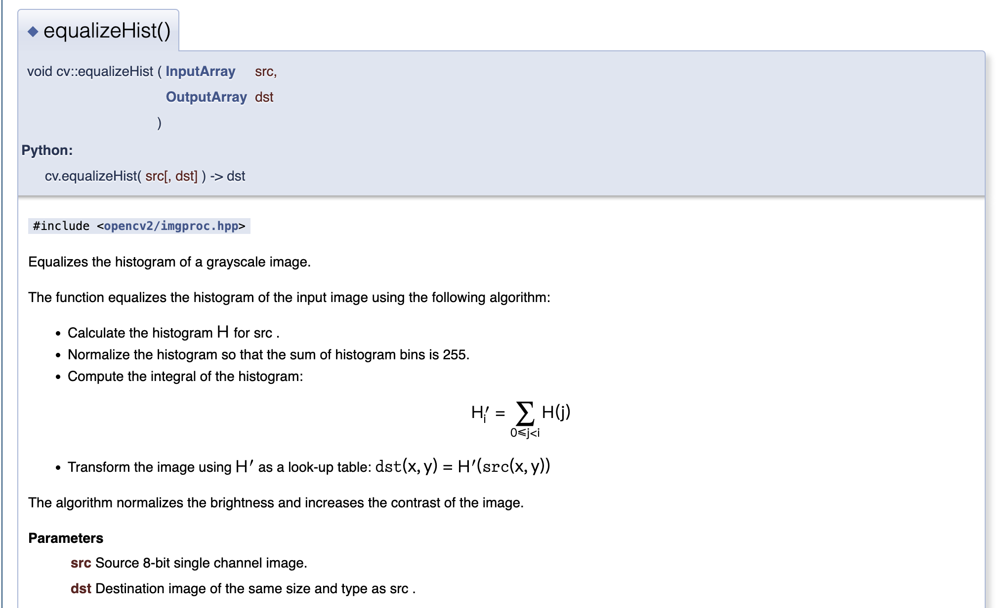 ◆ equalizeHist()
void cv::equalizeHist ( InputArray src,
OutputArray dst
)
Python:
cv.equalizeHist( src[, dst] ) -> dst
#include <opencv2/imgproc.hpp>
Equalizes the histogram of a grayscale image.
The function equalizes the histogram of the input image using the following algorithm:
• Calculate the histogram H for src .
• Normalize the histogram so that the sum of histogram bins is 255.
• Compute the integral of the histogram:
H′ᵢ = ∑ H(j)
0⩽j<i
• Transform the image using H′ as a look-up table: dst(x, y) = H′(src(x, y))
The algorithm normalizes the brightness and increases the contrast of the image.
Parameters
src Source 8-bit single channel image.
dst Destination image of the same size and type as src .